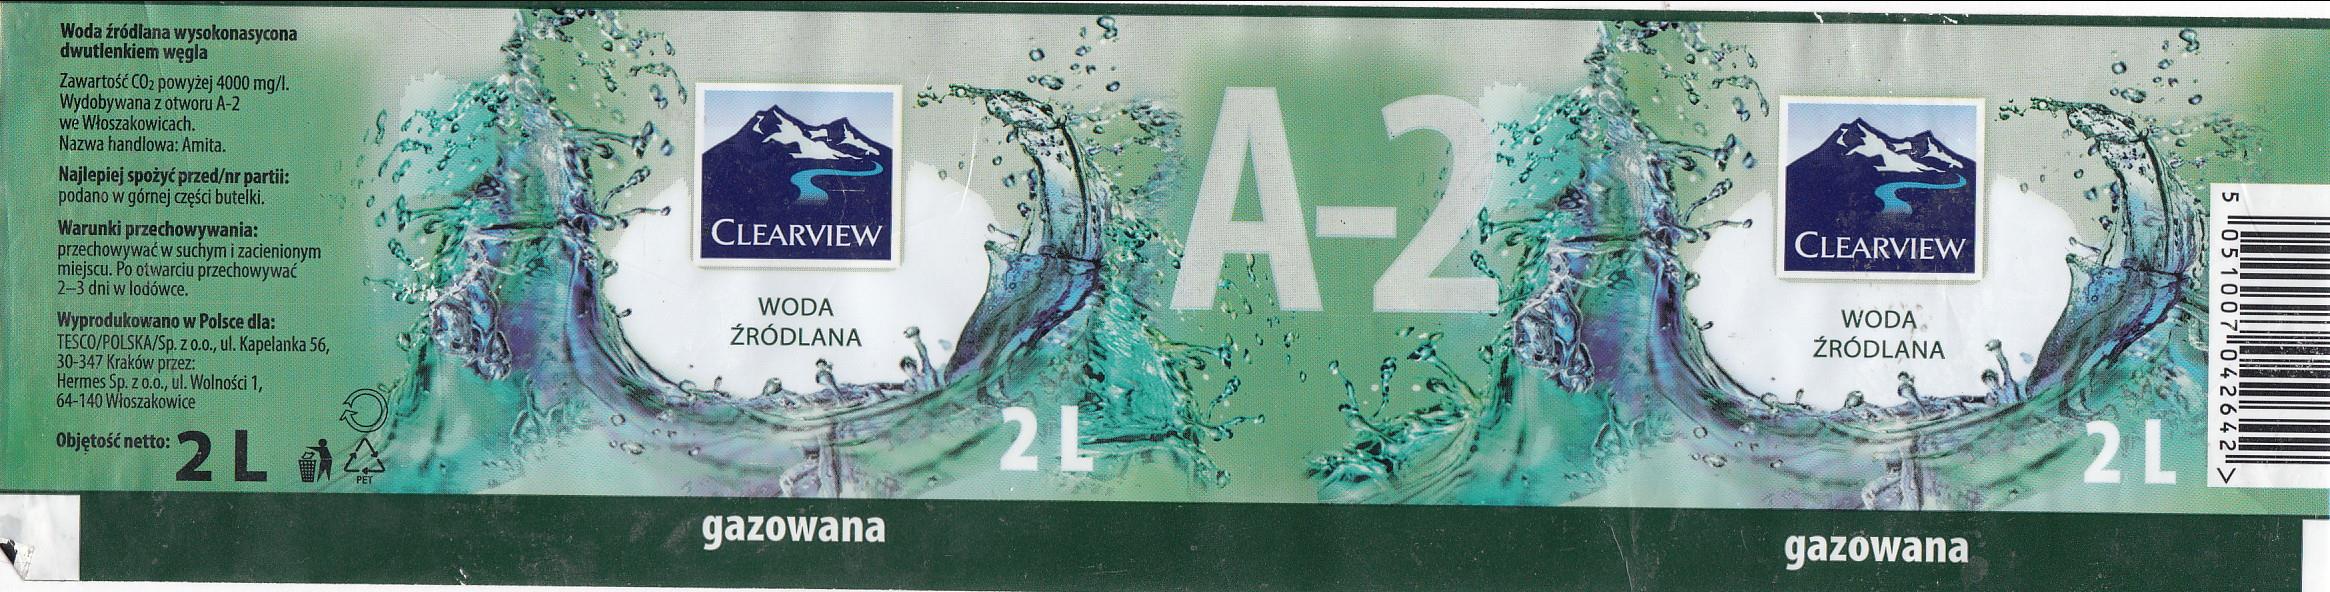 Woda źródlana wysokonasycona
dwutlenkiem węgla
Zawartość CO₂ powyżej 4000 mg/l.
Wydobywana z otworu A-2
we Włoszakowicach.
Nazwa handlowa: Amita.
Najlepiej spożyć przed/nr partii:
podano w górnej części butelki.
Warunki przechowywania:
przechowywać w suchym i zacienionym
miejscu. Po otwarciu przechowywać
2–3 dni w lodówce.
Wyprodukowano w Polsce dla:
TESCO/POLSKA/Sp. z o.o., ul. Kapelanka 56,
30-347 Kraków przez:
Hermes Sp. z o.o., ul. Wolności 1,
64-140 Włoszakowice
Objętość netto: 2 L
PET
CLEARVIEW
WODA
ŹRÓDLANA
2 L
gazowana
A-2
CLEARVIEW
WODA
ŹRÓDLANA
2 L
gazowana
5 051007 042642 >